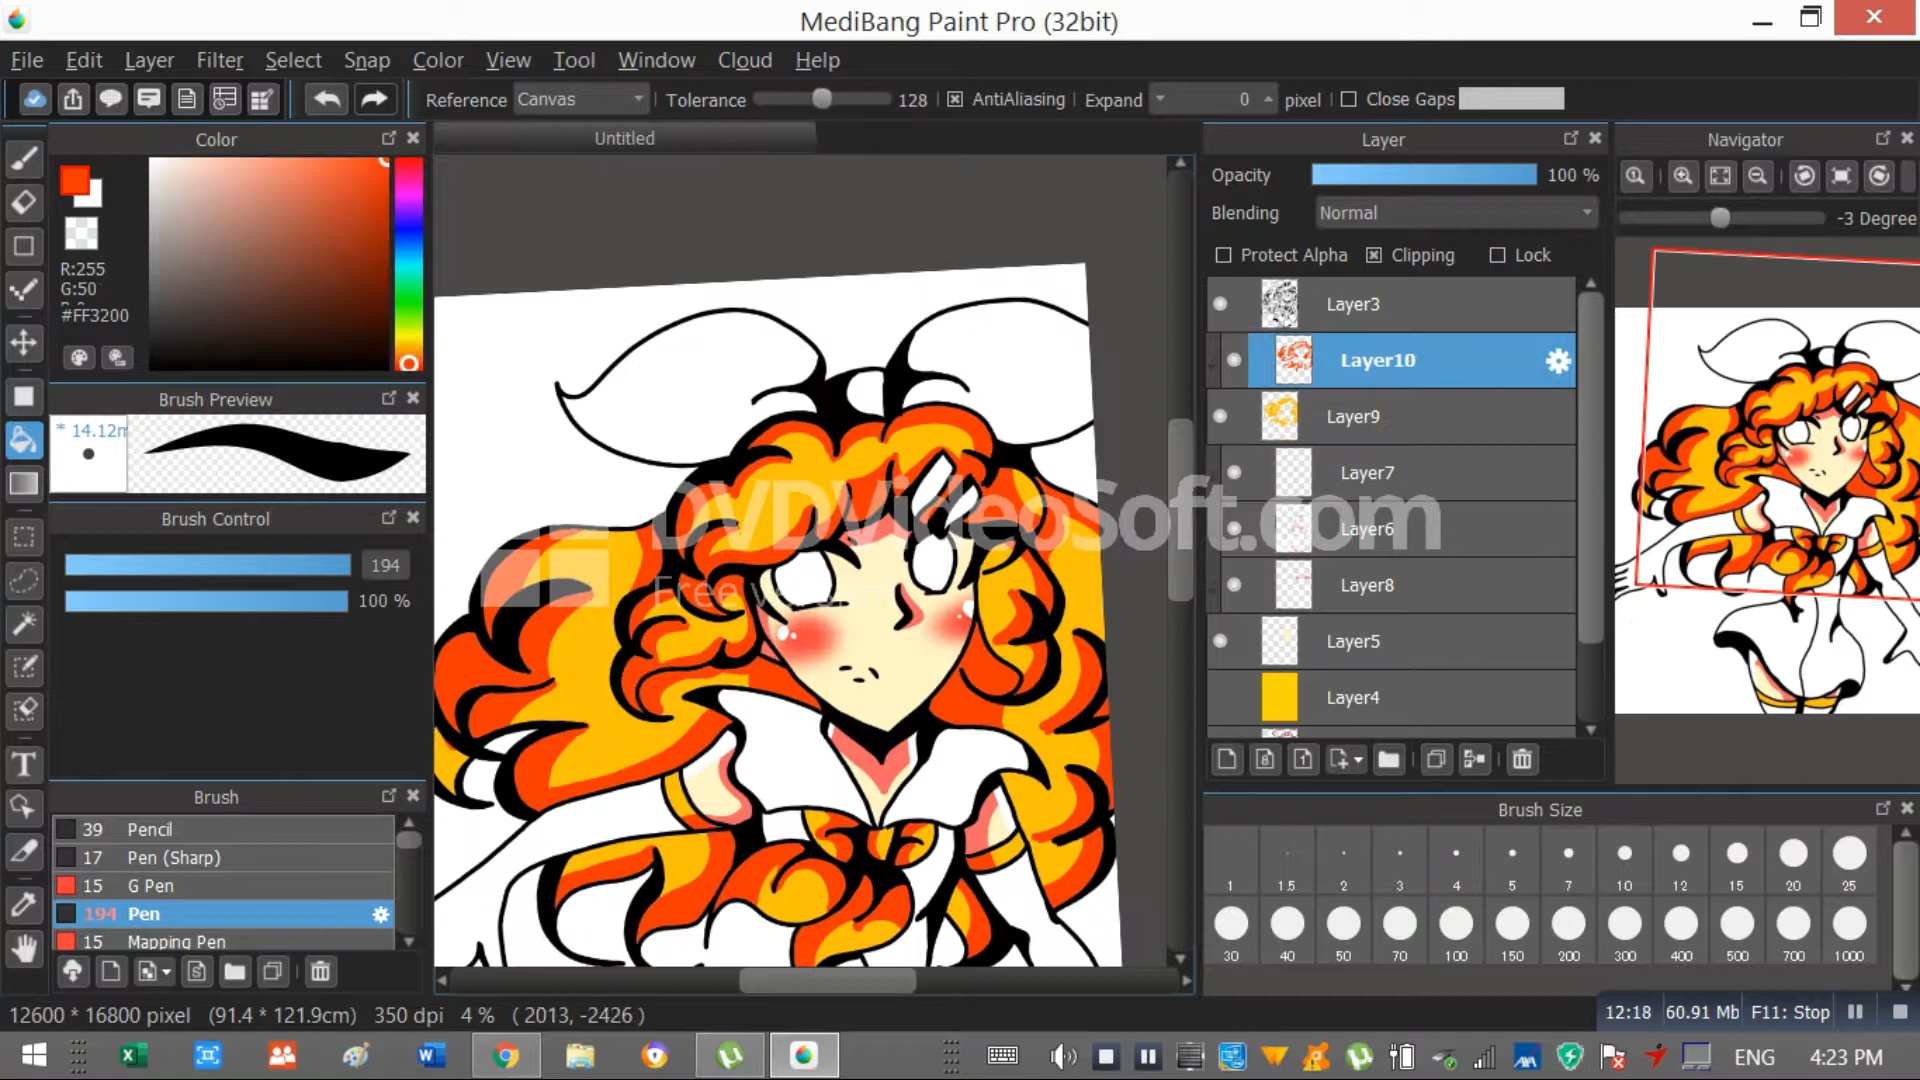 MediBang Paint Pro (32bit)
File Edit Layer Filter Select Snap Color View Tool Window Cloud Help
Reference Canvas Tolerance 128 AntiAliasing Expand 0 pixel Close Gaps
Color
Untitled
Layer
Navigator
Opacity 100 %
Blending Normal
-3 Degree
Protect Alpha Clipping Lock
R:255
G:50
#FF3200
Layer3
Layer10
Layer9
Layer7
Layer6
Layer8
Layer5
Layer4
Brush Preview
* 14.12m
Brush Control
194
100 %
DVDVideoSoft.com
Free
Brush
39 Pencil
17 Pen (Sharp)
15 G Pen
194 Pen
15 Mapping Pen
Brush Size
1 1.5 2 3 4 5 7 10 12 15 20 25
30 40 50 70 100 150 200 300 400 500 700 1000
12600 * 16800 pixel (91.4 * 121.9cm) 350 dpi 4 % ( 2013, -2426 )
12:18 60.91 Mb F11: Stop
ENG 4:23 PM